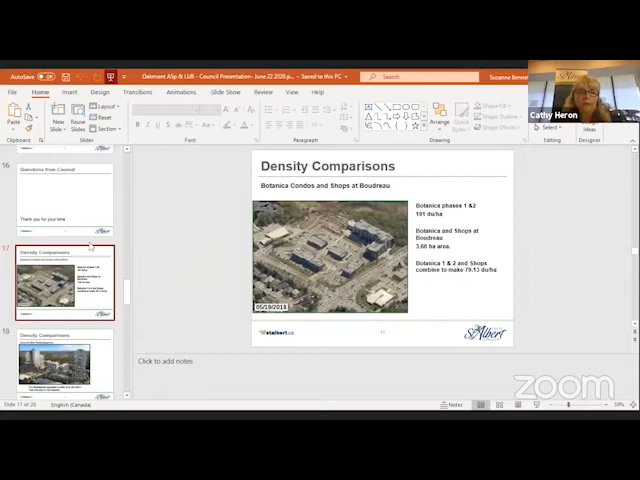 AutoSave Off
Oakmont ASp & LUB - Council Presentation- June 22 2020.p... - Saved to this PC
Search
Suzanne Bennet
File Home Insert Design Transitions Animations Slide Show Review View Help
Paste
New Slide
Reuse Slides
Layout
Reset
Section
Arrange
Shape Fill
Shape Outline
Shape Effects
Select
Ideas
Clipboard Slides Font Paragraph Drawing Editing Designer
Cathy Heron
16
Questions from Council
Thank you for your time
17
Density Comparisons
18
Density Comparisons
Density Comparisons
Botanica Condos and Shops at Boudreau
Botanica phases 1 &2
191 du/ha
Botanica and Shops at
Boudreau
3.60 ha area.
Botanica 1 & 2 and Shops
combine to make 79.13 du/ha
05/19/2018
stalbert.ca
17
St Albert
Click to add notes
zoom
Slide 17 of 28 English (Canada) Notes 58%